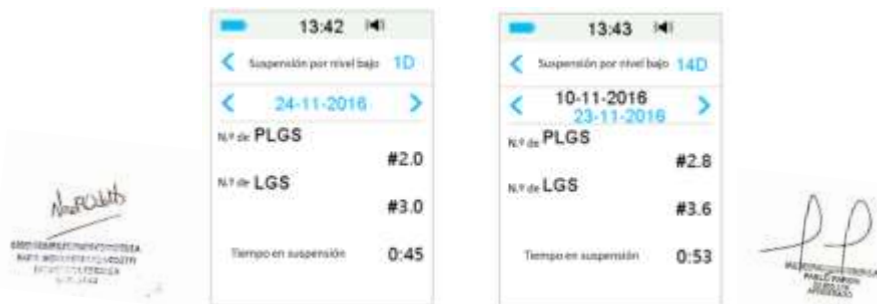 13:42
Suspensión por nivel bajo 1D
24-11-2016
N.º de PLGS
#2.0
N.º de LGS
#3.0
Tiempo en suspensión 0:45
13:43
Suspensión por nivel bajo 14D
10-11-2016
23-11-2016
N.º de PLGS
#2.8
N.º de LGS
#3.6
Tiempo en suspensión 0:53